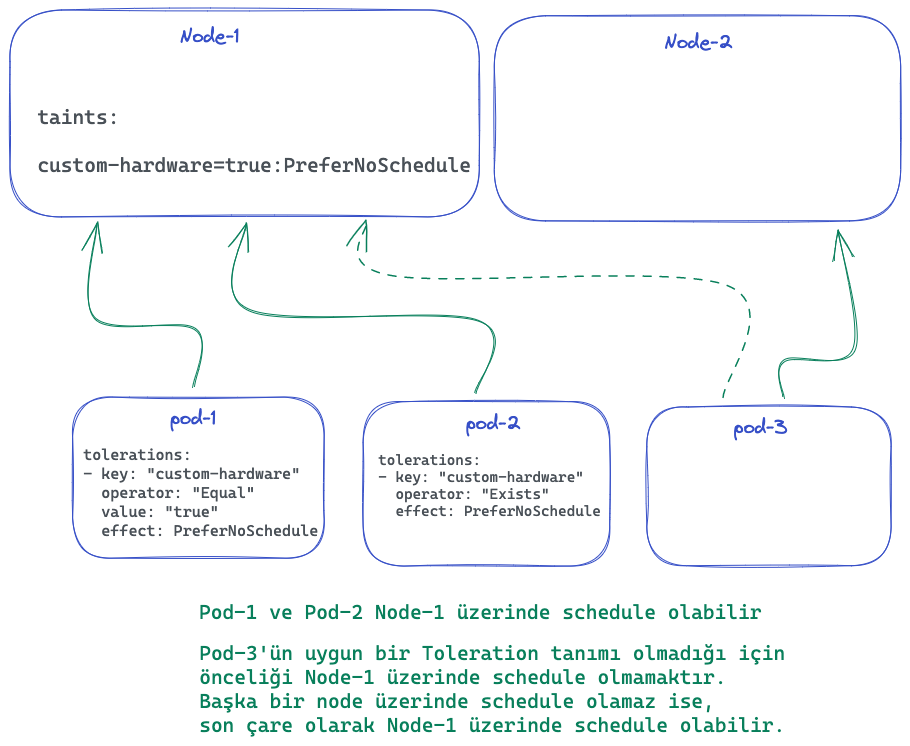 Node-1
Node-2
taints:
custom-hardware=true:PreferNoSchedule
pod-1
tolerations:
- key: "custom-hardware"
operator: "Equal"
value: "true"
effect: PreferNoSchedule
pod-2
tolerations:
- key: "custom-hardware"
operator: "Exists"
effect: PreferNoSchedule
pod-3
Pod-1 ve Pod-2 Node-1 üzerinde schedule olabilir
Pod-3'ün uygun bir Toleration tanımı olmadığı için
önceliği Node-1 üzerinde schedule olmamaktır.
Başka bir node üzerinde schedule olamaz ise,
son çare olarak Node-1 üzerinde schedule olabilir.